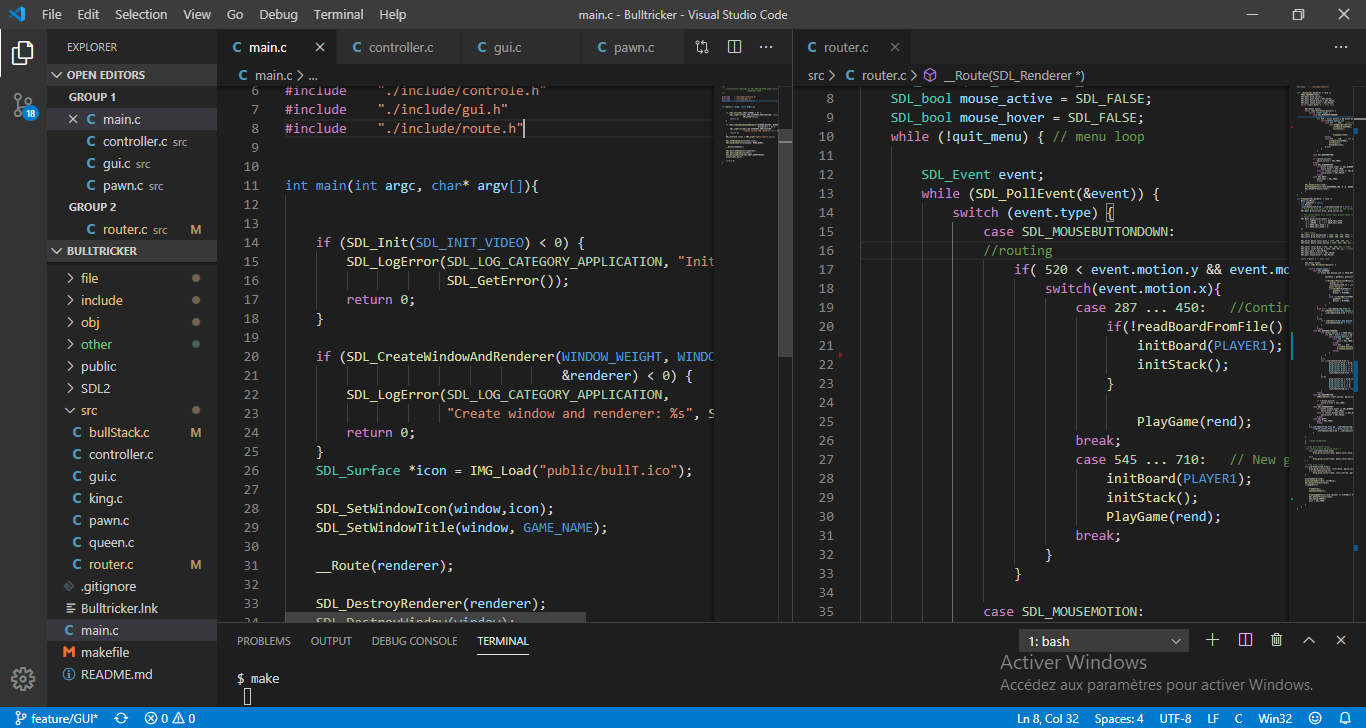 File Edit Selection View Go Debug Terminal Help
main.c - Bulltricker - Visual Studio Code
EXPLORER
OPEN EDITORS
GROUP 1
main.c
controller.c src
gui.c src
pawn.c src
GROUP 2
router.c src M
BULLTRICKER
file
include
obj
other
public
SDL2
src
bullStack.c M
controller.c
gui.c
king.c
pawn.c
queen.c
router.c M
.gitignore
Bulltricker.lnk
main.c
makefile
README.md
18
main.c controller.c gui.c pawn.c
main.c > ...
6 #include "./include/controle.h"
7 #include "./include/gui.h"
8 #include "./include/route.h"
9
10
11 int main(int argc, char* argv[]){
12
13
14 if (SDL_Init(SDL_INIT_VIDEO) < 0) {
15 SDL_LogError(SDL_LOG_CATEGORY_APPLICATION, "Init
16 SDL_GetError());
17 return 0;
18 }
19
20 if (SDL_CreateWindowAndRenderer(WINDOW_WEIGHT, WINDO
21 &renderer) < 0) {
22 SDL_LogError(SDL_LOG_CATEGORY_APPLICATION,
23 "Create window and renderer: %s", S
24 return 0;
25 }
26 SDL_Surface *icon = IMG_Load("public/bullT.ico");
27
28 SDL_SetWindowIcon(window,icon);
29 SDL_SetWindowTitle(window, GAME_NAME);
30
31 __Route(renderer);
32
33 SDL_DestroyRenderer(renderer);
34 SDL_DestroyWindow(window);
router.c
src > router.c > __Route(SDL_Renderer *)
8 SDL_bool mouse_active = SDL_FALSE;
9 SDL_bool mouse_hover = SDL_FALSE;
10 while (!quit_menu) { // menu loop
11
12 SDL_Event event;
13 while (SDL_PollEvent(&event)) {
14 switch (event.type) {
15 case SDL_MOUSEBUTTONDOWN:
16 //routing
17 if( 520 < event.motion.y && event.mo
18 switch(event.motion.x){
19 case 287 ... 450: //Contin
20 if(!readBoardFromFile()
21 initBoard(PLAYER1);
22 initStack();
23 }
24
25 PlayGame(rend);
26 break;
27 case 545 ... 710: // New g
28 initBoard(PLAYER1);
29 initStack();
30 PlayGame(rend);
31 break;
32 }
33 }
34
35 case SDL_MOUSEMOTION:
PROBLEMS OUTPUT DEBUG CONSOLE TERMINAL
1: bash
$ make
Activer Windows
Accédez aux paramètres pour activer Windows.
feature/GUI* 0 0
Ln 8, Col 32 Spaces: 4 UTF-8 LF C Win32